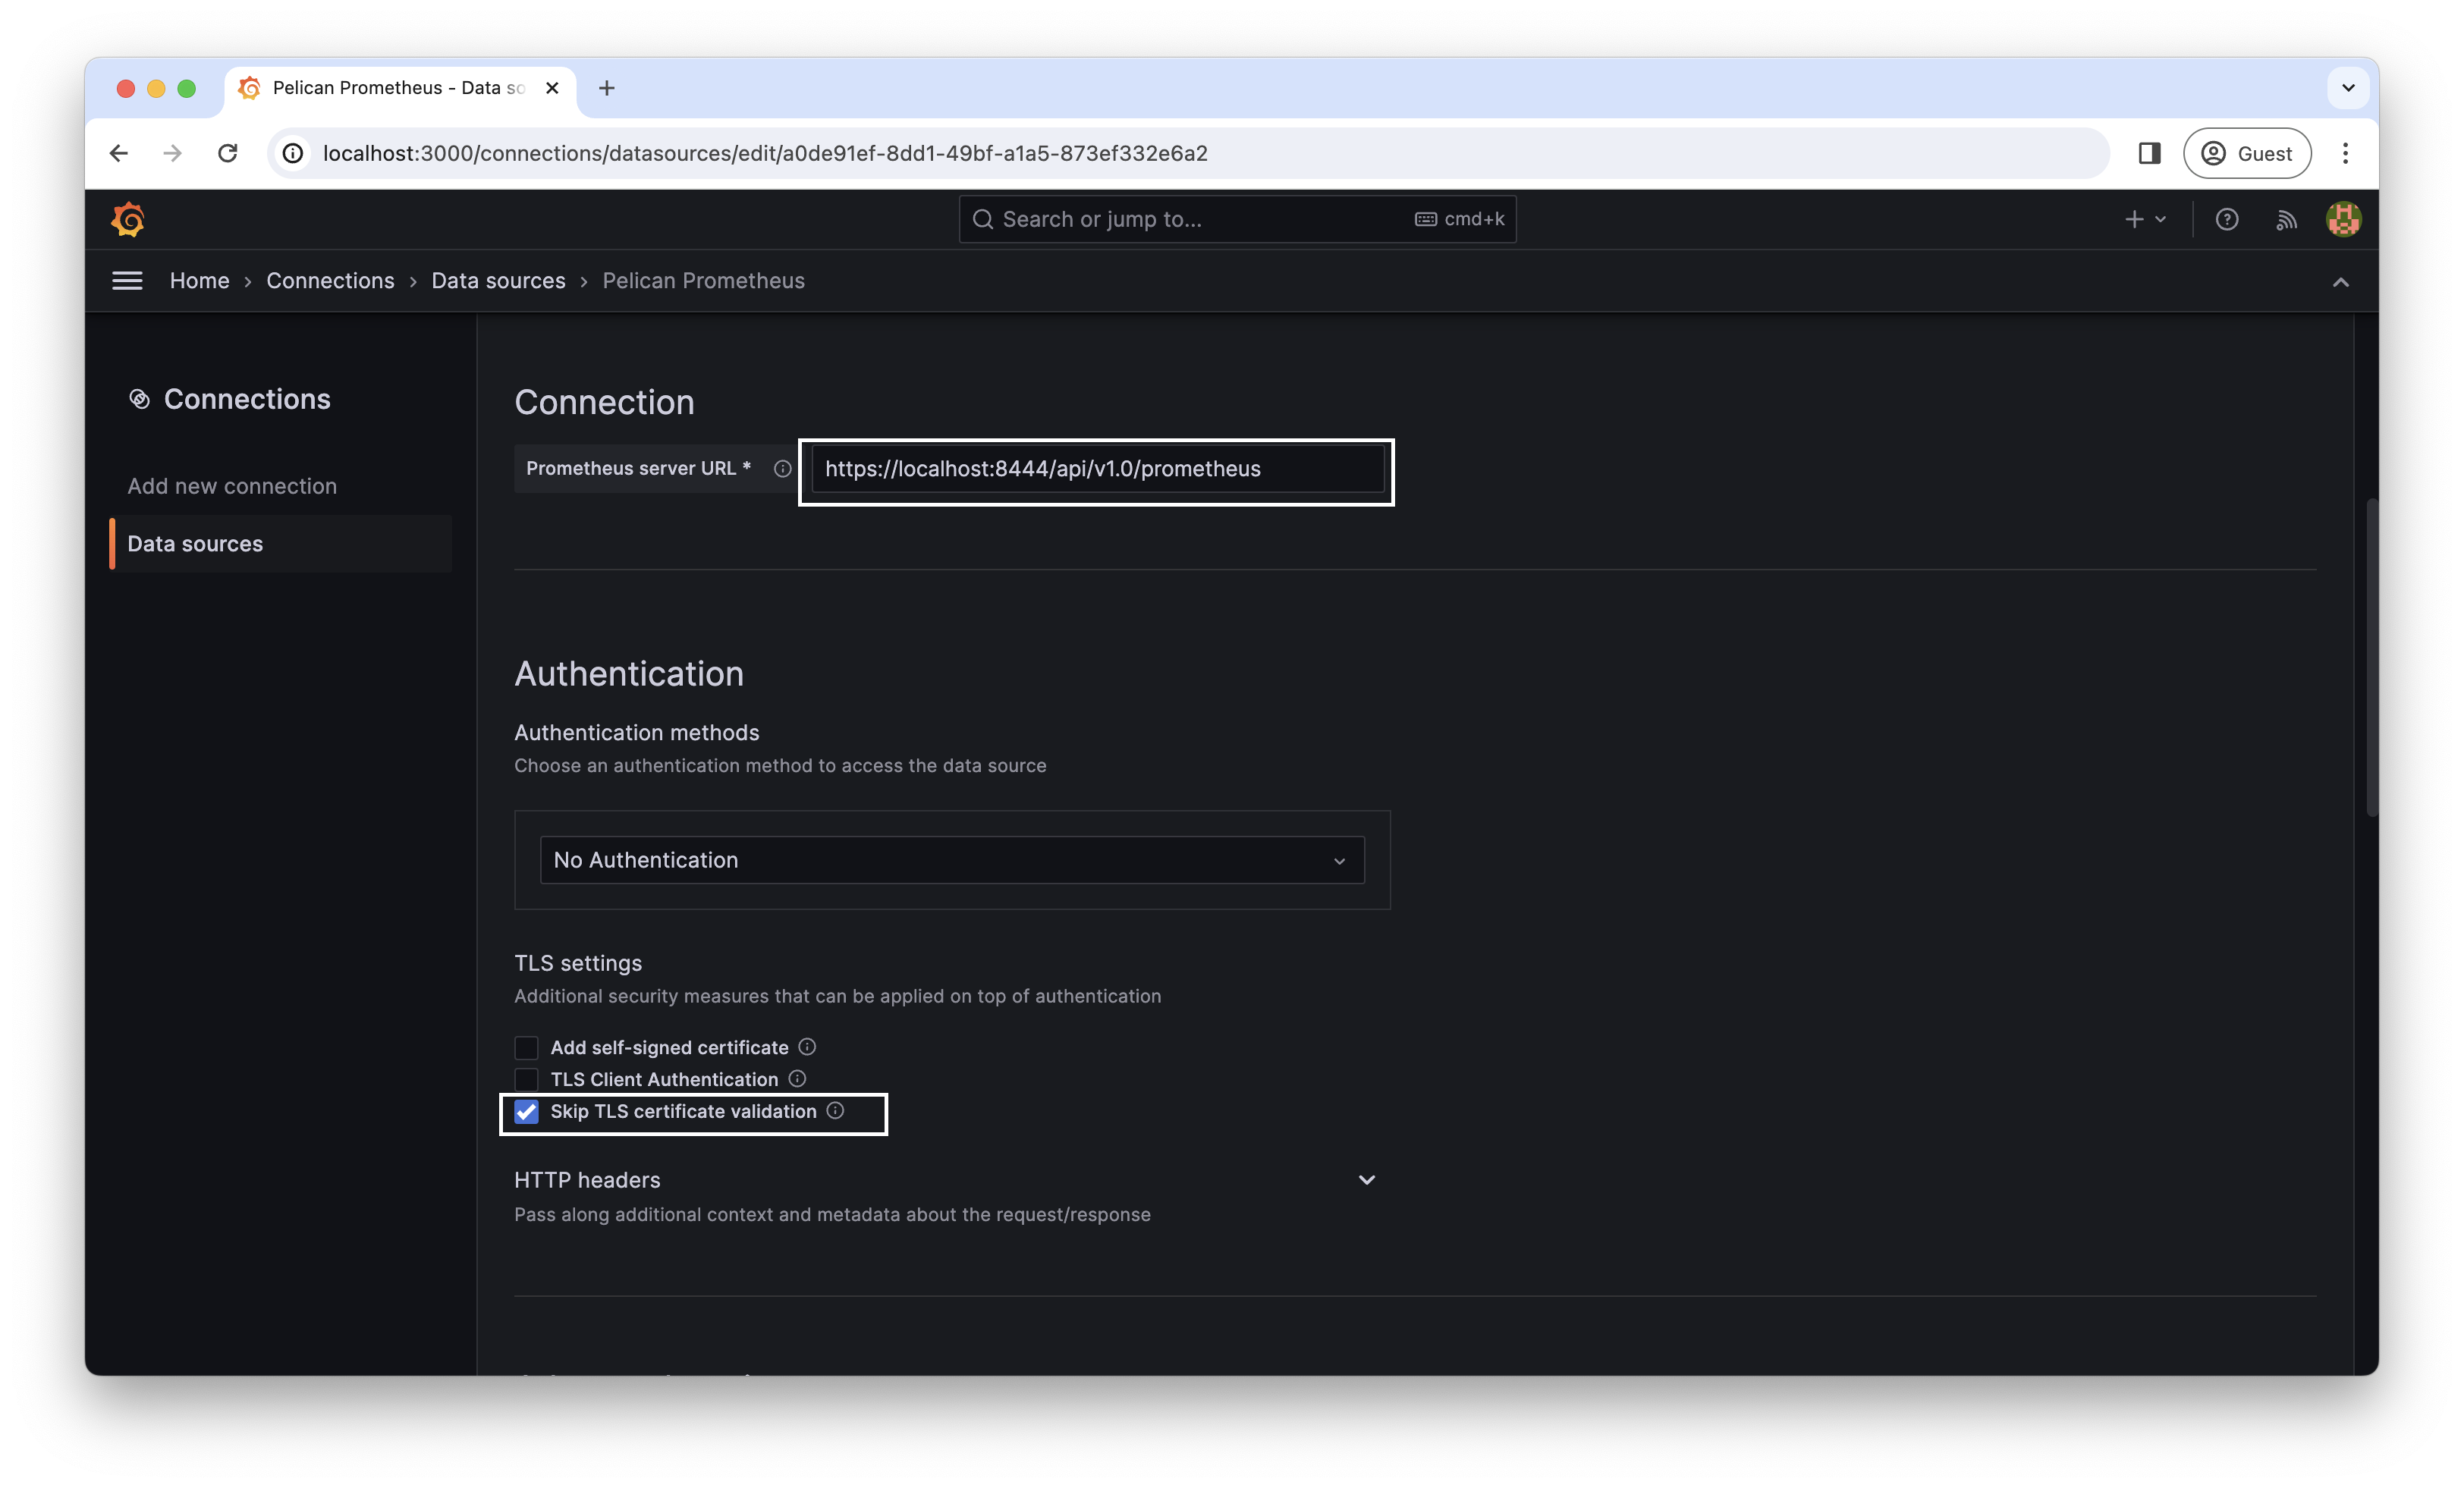 Pelican Prometheus - Data so
localhost:3000/connections/datasources/edit/a0de91ef-8dd1-49bf-a1a5-873ef332e6a2
Guest
Search or jump to...
cmd+k
Home › Connections › Data sources › Pelican Prometheus
Connections
Add new connection
Data sources
Connection
Prometheus server URL *
https://localhost:8444/api/v1.0/prometheus
Authentication
Authentication methods
Choose an authentication method to access the data source
No Authentication
TLS settings
Additional security measures that can be applied on top of authentication
Add self-signed certificate
TLS Client Authentication
Skip TLS certificate validation
HTTP headers
Pass along additional context and metadata about the request/response